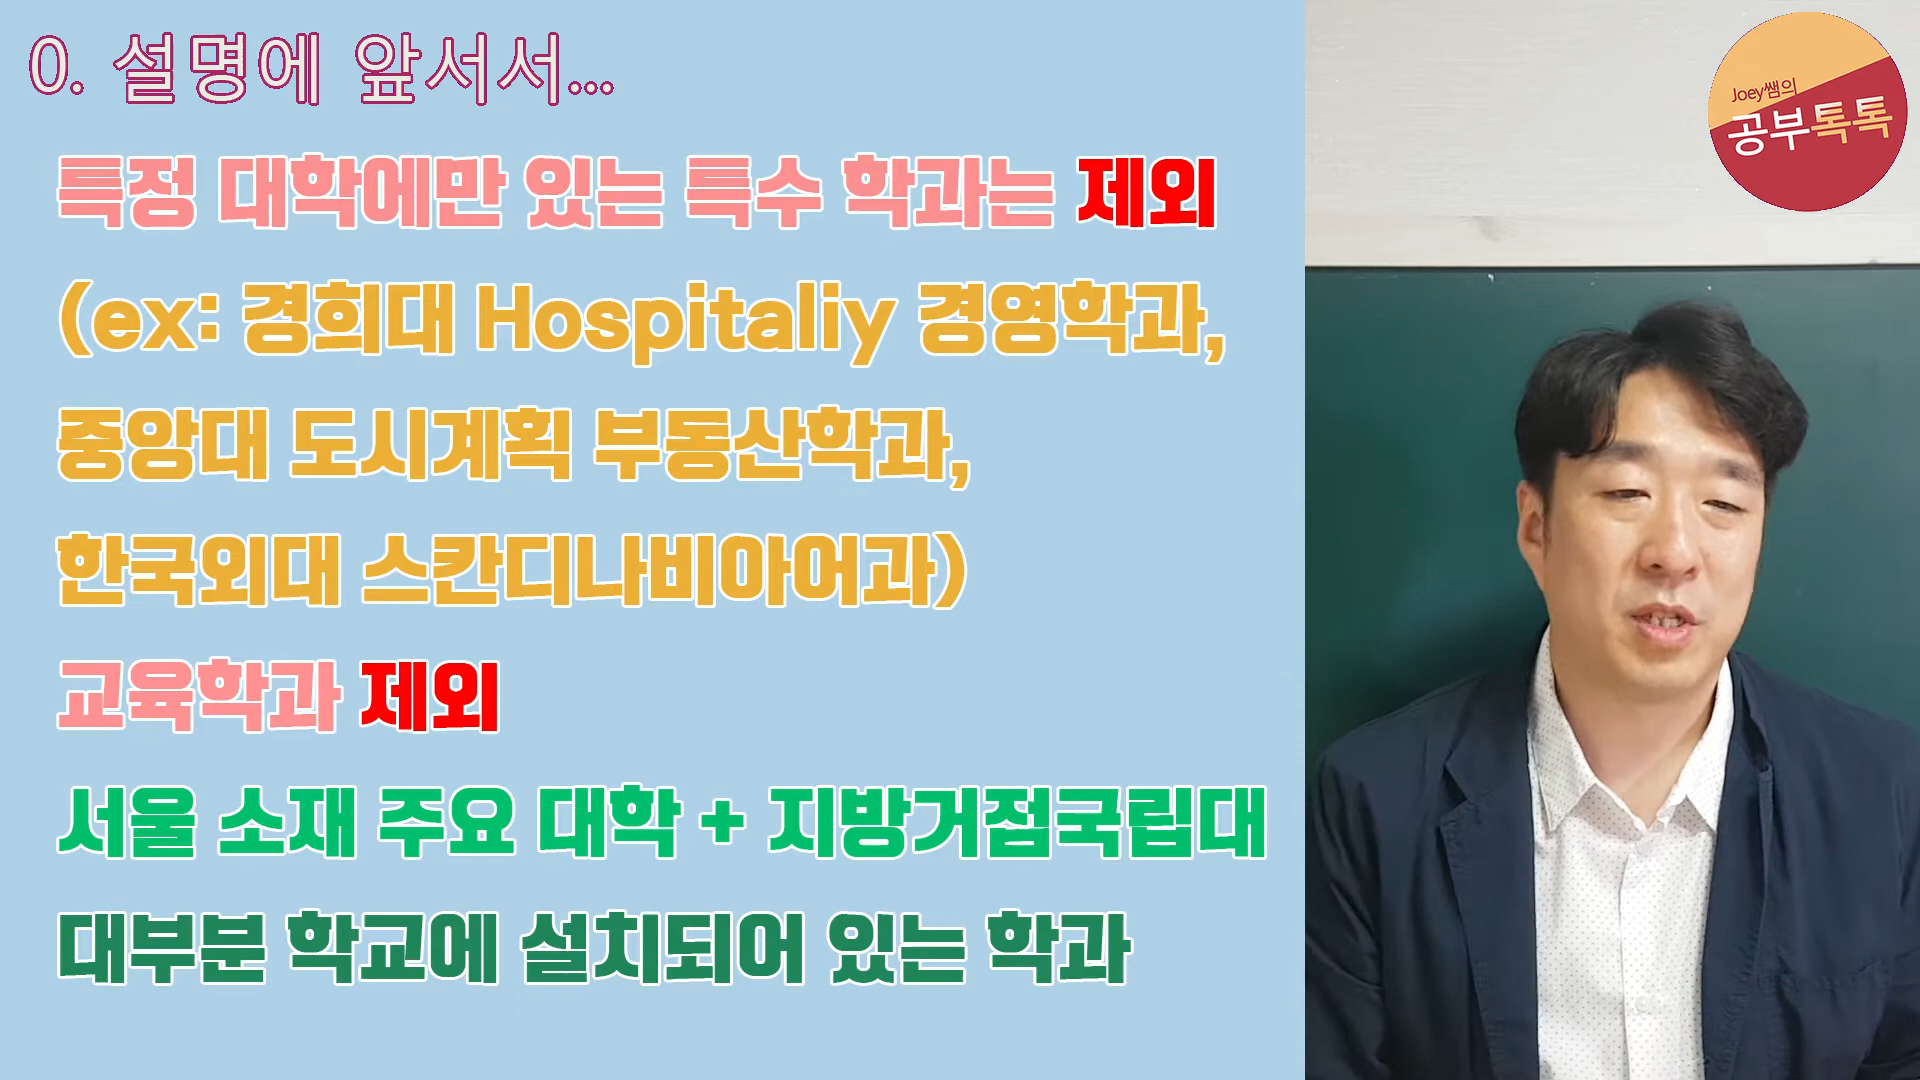 0. 설명에 앞서서...
Joey쌤의
공부톡톡
특정 대학에만 있는 특수 학과는 제외
(ex: 경희대 Hospitaliy 경영학과,
중앙대 도시계획 부동산학과,
한국외대 스칸디나비아어과)
교육학과 제외
서울 소재 주요 대학 + 지방거점국립대
대부분 학교에 설치되어 있는 학과